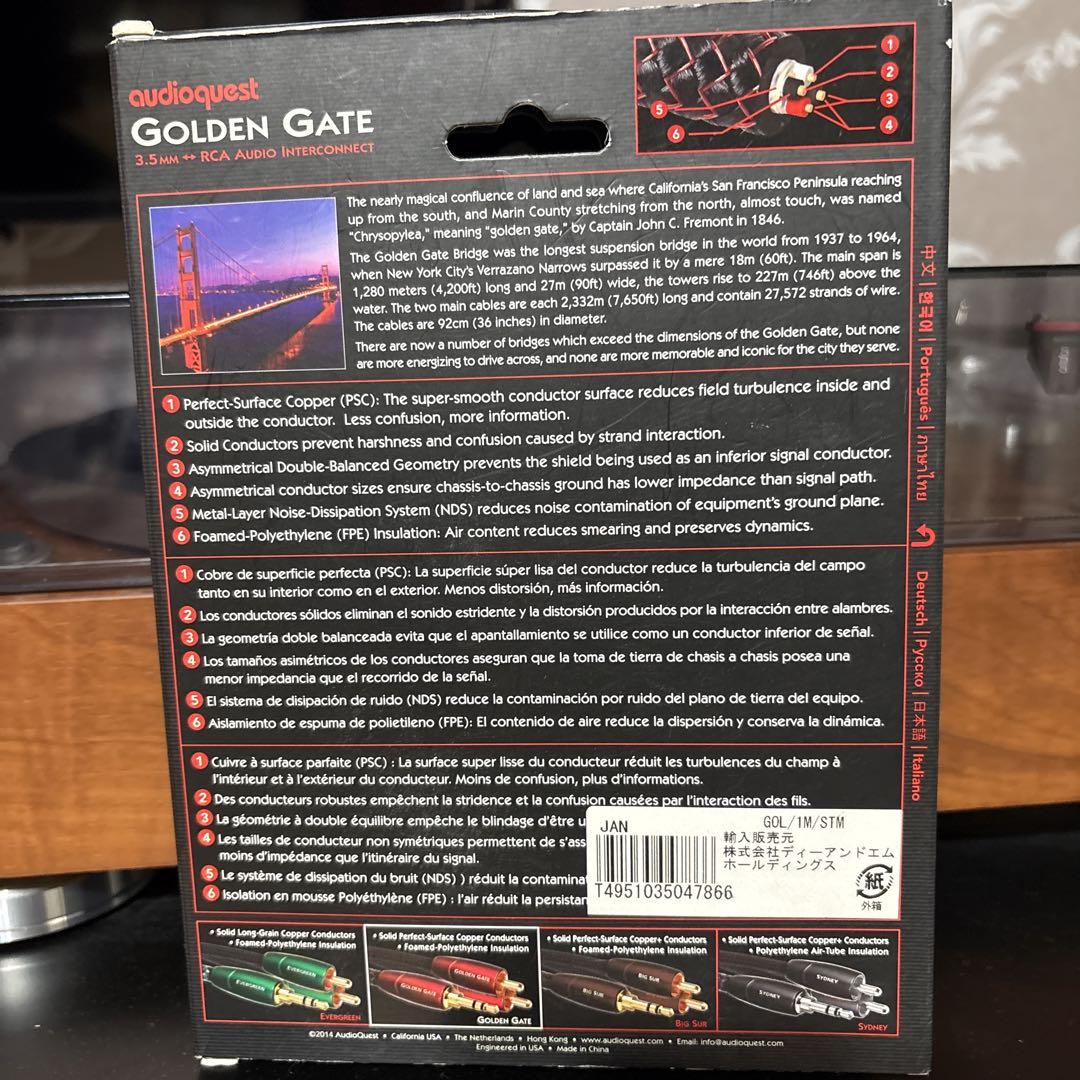 audioquest
GOLDEN GATE
3.5MM ↔ RCA AUDIO INTERCONNECT
1
2
3
4
5
6
The nearly magical confluence of land and sea where California's San Francisco Peninsula reaching
up from the south, and Marin County stretching from the north, almost touch, was named
"Chrysopylea," meaning "golden gate," by Captain John C. Fremont in 1846.
The Golden Gate Bridge was the longest suspension bridge in the world from 1937 to 1964,
when New York City's Verrazano Narrows surpassed it by a mere 18m (60ft). The main span is
1,280 meters (4,200ft) long and 27m (90ft) wide, the towers rise to 227m (746ft) above the
water. The two main cables are each 2,332m (7,650ft) long and contain 27,572 strands of wire.
The cables are 92cm (36 inches) in diameter.
There are now a number of bridges which exceed the dimensions of the Golden Gate, but none
are more energizing to drive across, and none are more memorable and iconic for the city they serve.
1 Perfect-Surface Copper (PSC): The super-smooth conductor surface reduces field turbulence inside and
outside the conductor. Less confusion, more information.
2 Solid Conductors prevent harshness and confusion caused by strand interaction.
3 Asymmetrical Double-Balanced Geometry prevents the shield being used as an inferior signal conductor.
4 Asymmetrical conductor sizes ensure chassis-to-chassis ground has lower impedance than signal path.
5 Metal-Layer Noise-Dissipation System (NDS) reduces noise contamination of equipment's ground plane.
6 Foamed-Polyethylene (FPE) Insulation: Air content reduces smearing and preserves dynamics.
1 Cobre de superficie perfecta (PSC): La superficie súper lisa del conductor reduce la turbulencia del campo
tanto en su interior como en el exterior. Menos distorsión, más información.
2 Los conductores sólidos eliminan el sonido estridente y la distorsión producidos por la interacción entre alambres.
3 La geometría doble balanceada evita que el apantallamiento se utilice como un conductor inferior de señal.
4 Los tamaños asimétricos de los conductores aseguran que la toma de tierra de chasis a chasis posea una
menor impedancia que el recorrido de la señal.
5 El sistema de disipación de ruido (NDS) reduce la contaminación por ruido del plano de tierra del equipo.
6 Aislamiento de espuma de polietileno (FPE): El contenido de aire reduce la dispersión y conserva la dinámica.
1 Cuivre à surface parfaite (PSC) : La surface super lisse du conducteur réduit les turbulences du champ à
l'intérieur et à l'extérieur du conducteur. Moins de confusion, plus d'informations.
2 Des conducteurs robustes empêchent la stridence et la confusion causées par l'interaction des fils.
3 La géométrie à double équilibre empêche le blindage d'être u
4 Les tailles de conducteur non symétriques permettent de s'ass
moins d'impédance que l'itinéraire du signal.
5 Le système de dissipation du bruit (NDS) ) réduit la contaminat
6 Isolation en mousse Polyéthylène (FPE) : l'air réduit la persistan
JAN
GOL/1M/STM
輸入販売元
株式会社ディーアンドエム
ホールディングス
T4951035047866
紙
外箱
中文 | 한국어 | Português | ภาษาไทย
Deutsch | Русско | 日本語 | Italiano
• Solid Long-Grain Copper Conductors
• Foamed-Polyethylene Insulation
EVERGREEN
EVERGREEN
EVERGREEN
• Solid Perfect-Surface Copper Conductors
• Foamed-Polyethylene Insulation
GOLDEN GATE
GOLDEN GATE
GOLDEN GATE
• Solid Perfect-Surface Copper+ Conductors
• Foamed-Polyethylene Insulation
BIG SUR
BIG SUR
BIG SUR
• Solid Perfect-Surface Copper+ Conductors
• Polyethylene Air-Tube Insulation
SYDNEY
SYDNEY
SYDNEY
©2014 AudioQuest • California USA • The Netherlands • Hong Kong • www.audioquest.com • Email: info@audioquest.com
Engineered in USA • Made in China